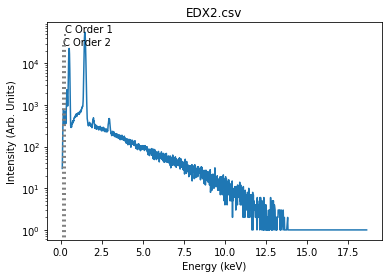 EDX2.csv
C Order 1
C Order 2
10⁴
10³
10²
10¹
10⁰
Intensity (Arb. Units)
0.0 2.5 5.0 7.5 10.0 12.5 15.0 17.5
Energy (keV)